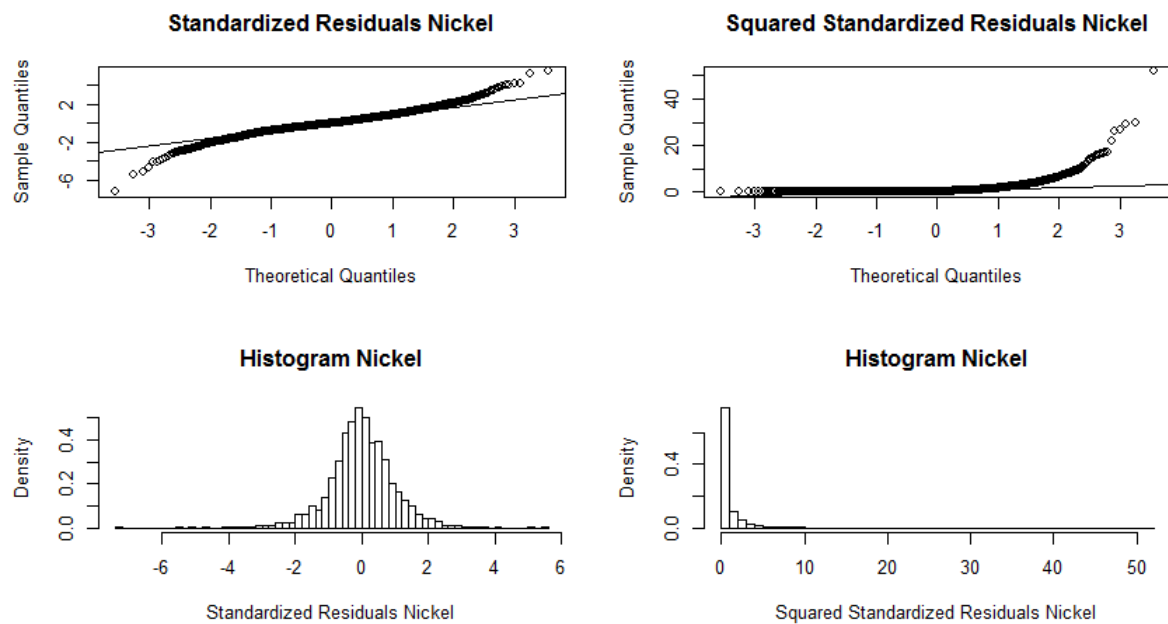 Standardized Residuals Nickel
Sample Quantiles
2
-2
-6
-3 -2 -1 0 1 2 3
Theoretical Quantiles
Squared Standardized Residuals Nickel
Sample Quantiles
40
20
0
-3 -2 -1 0 1 2 3
Theoretical Quantiles
Histogram Nickel
Density
0.4
0.2
0.0
-6 -4 -2 0 2 4 6
Standardized Residuals Nickel
Histogram Nickel
Density
0.4
0.0
0 10 20 30 40 50
Squared Standardized Residuals Nickel